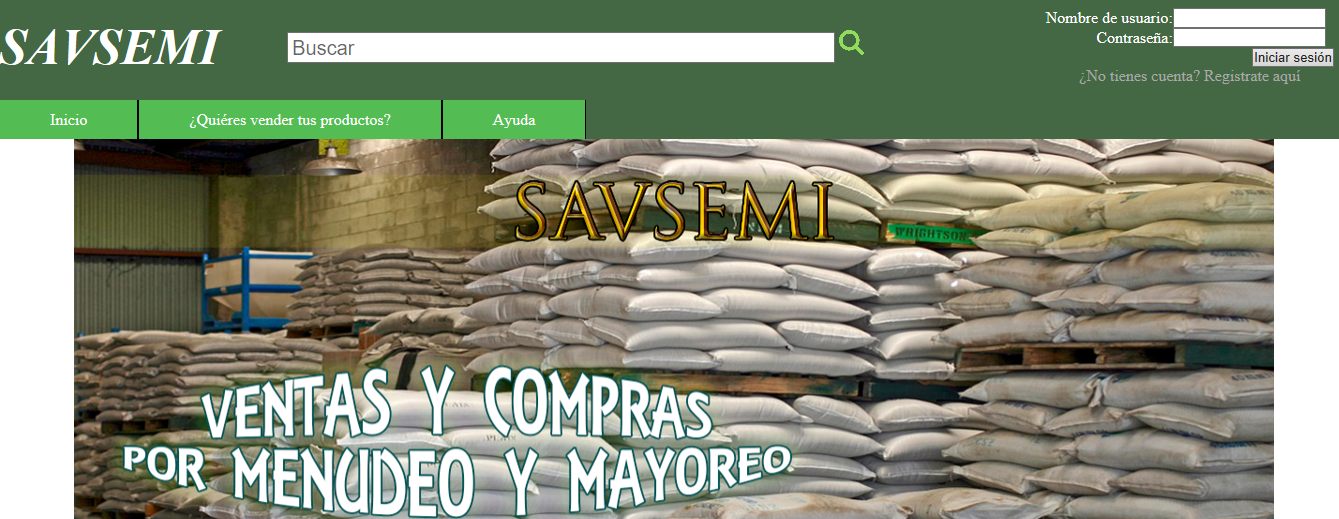 SAVSEMI
Buscar
Nombre de usuario:
Contraseña:
Iniciar sesión
¿No tienes cuenta? Registrate aquí
Inicio
¿Quiéres vender tus productos?
Ayuda
SAVSEMI
WRIGHTSON
VENTAS Y COMPRAS
POR MENUDEO Y MAYOREO